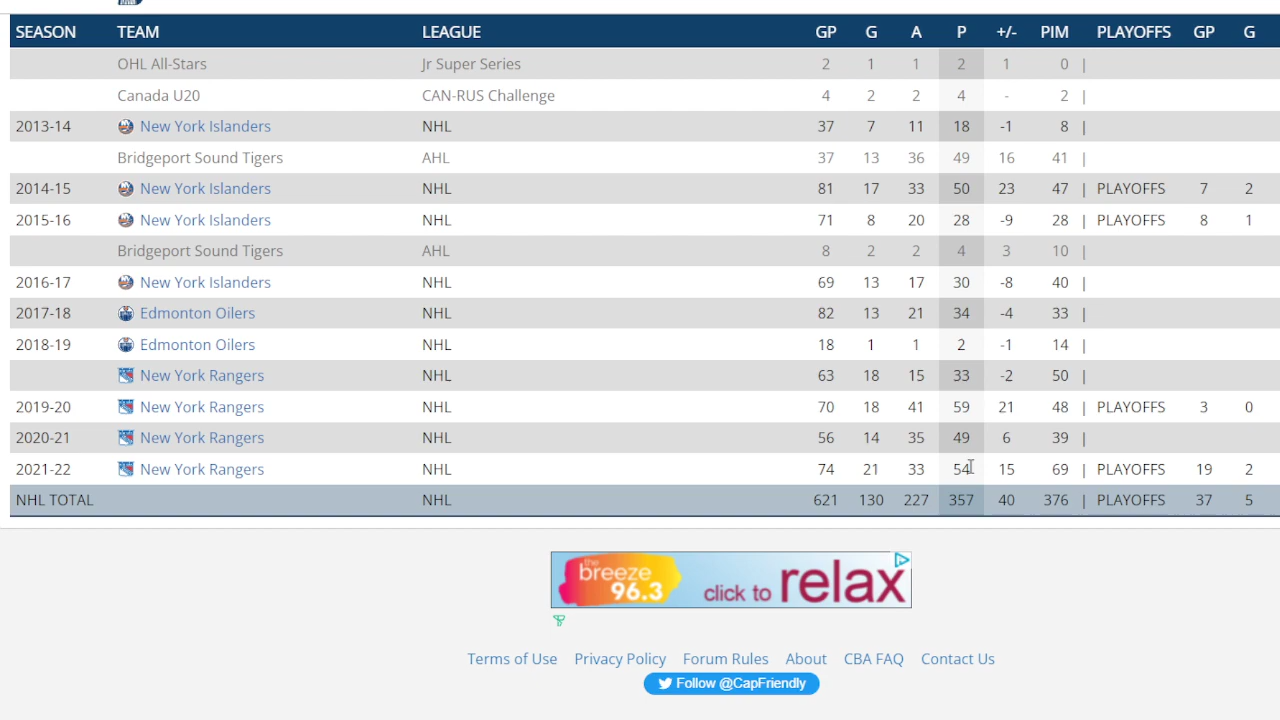 SEASON TEAM LEAGUE GP G A P +/- PIM PLAYOFFS GP G
OHL All-Stars Jr Super Series 2 1 1 2 1 0 |
Canada U20 CAN-RUS Challenge 4 2 2 4 - 2 |
2013-14 New York Islanders NHL 37 7 11 18 -1 8 |
Bridgeport Sound Tigers AHL 37 13 36 49 16 41 |
2014-15 New York Islanders NHL 81 17 33 50 23 47 | PLAYOFFS 7 2
2015-16 New York Islanders NHL 71 8 20 28 -9 28 | PLAYOFFS 8 1
Bridgeport Sound Tigers AHL 8 2 2 4 3 10 |
2016-17 New York Islanders NHL 69 13 17 30 -8 40 |
2017-18 Edmonton Oilers NHL 82 13 21 34 -4 33 |
2018-19 Edmonton Oilers NHL 18 1 1 2 -1 14 |
New York Rangers NHL 63 18 15 33 -2 50 |
2019-20 New York Rangers NHL 70 18 41 59 21 48 | PLAYOFFS 3 0
2020-21 New York Rangers NHL 56 14 35 49 6 39 |
2021-22 New York Rangers NHL 74 21 33 54 15 69 | PLAYOFFS 19 2
NHL TOTAL NHL 621 130 227 357 40 376 | PLAYOFFS 37 5
the
breeze
96.3
click to relax
Terms of Use Privacy Policy Forum Rules About CBA FAQ Contact Us
Follow @CapFriendly